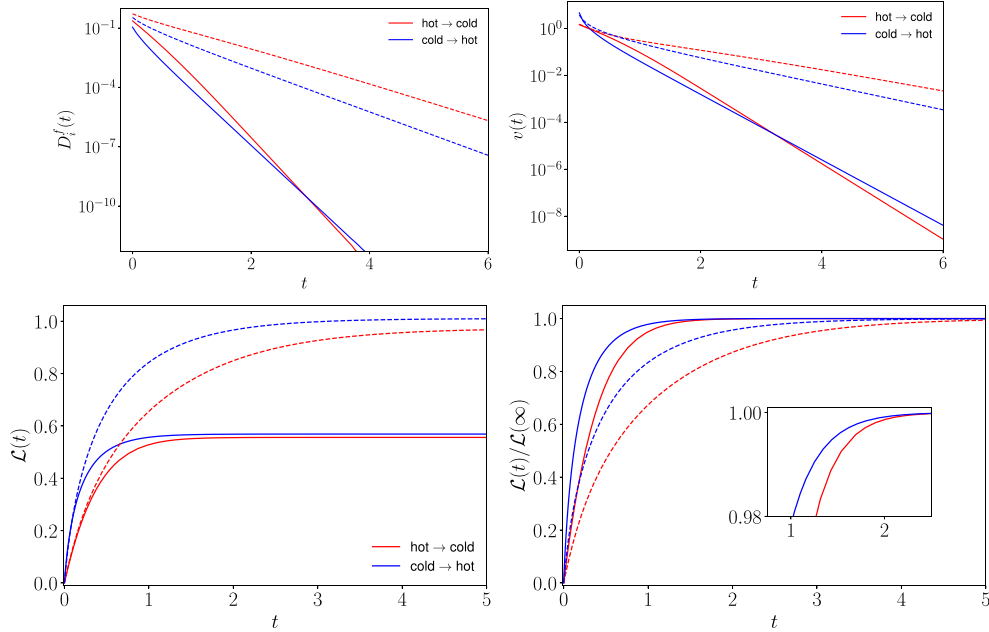 10^{-1}
10^{-4}
10^{-7}
10^{-10}
D_i^f(t)
0 2 4 6
t
hot → cold
cold → hot
10^0
10^{-2}
10^{-4}
10^{-6}
10^{-8}
v(t)
0 2 4 6
t
hot → cold
cold → hot
1.0
0.8
0.6
0.4
0.2
0.0
ℒ(t)
0 1 2 3 4 5
t
hot → cold
cold → hot
1.0
0.8
0.6
0.4
0.2
0.0
ℒ(t)/ℒ(∞)
0 1 2 3 4 5
t
1.00
0.98
1 2